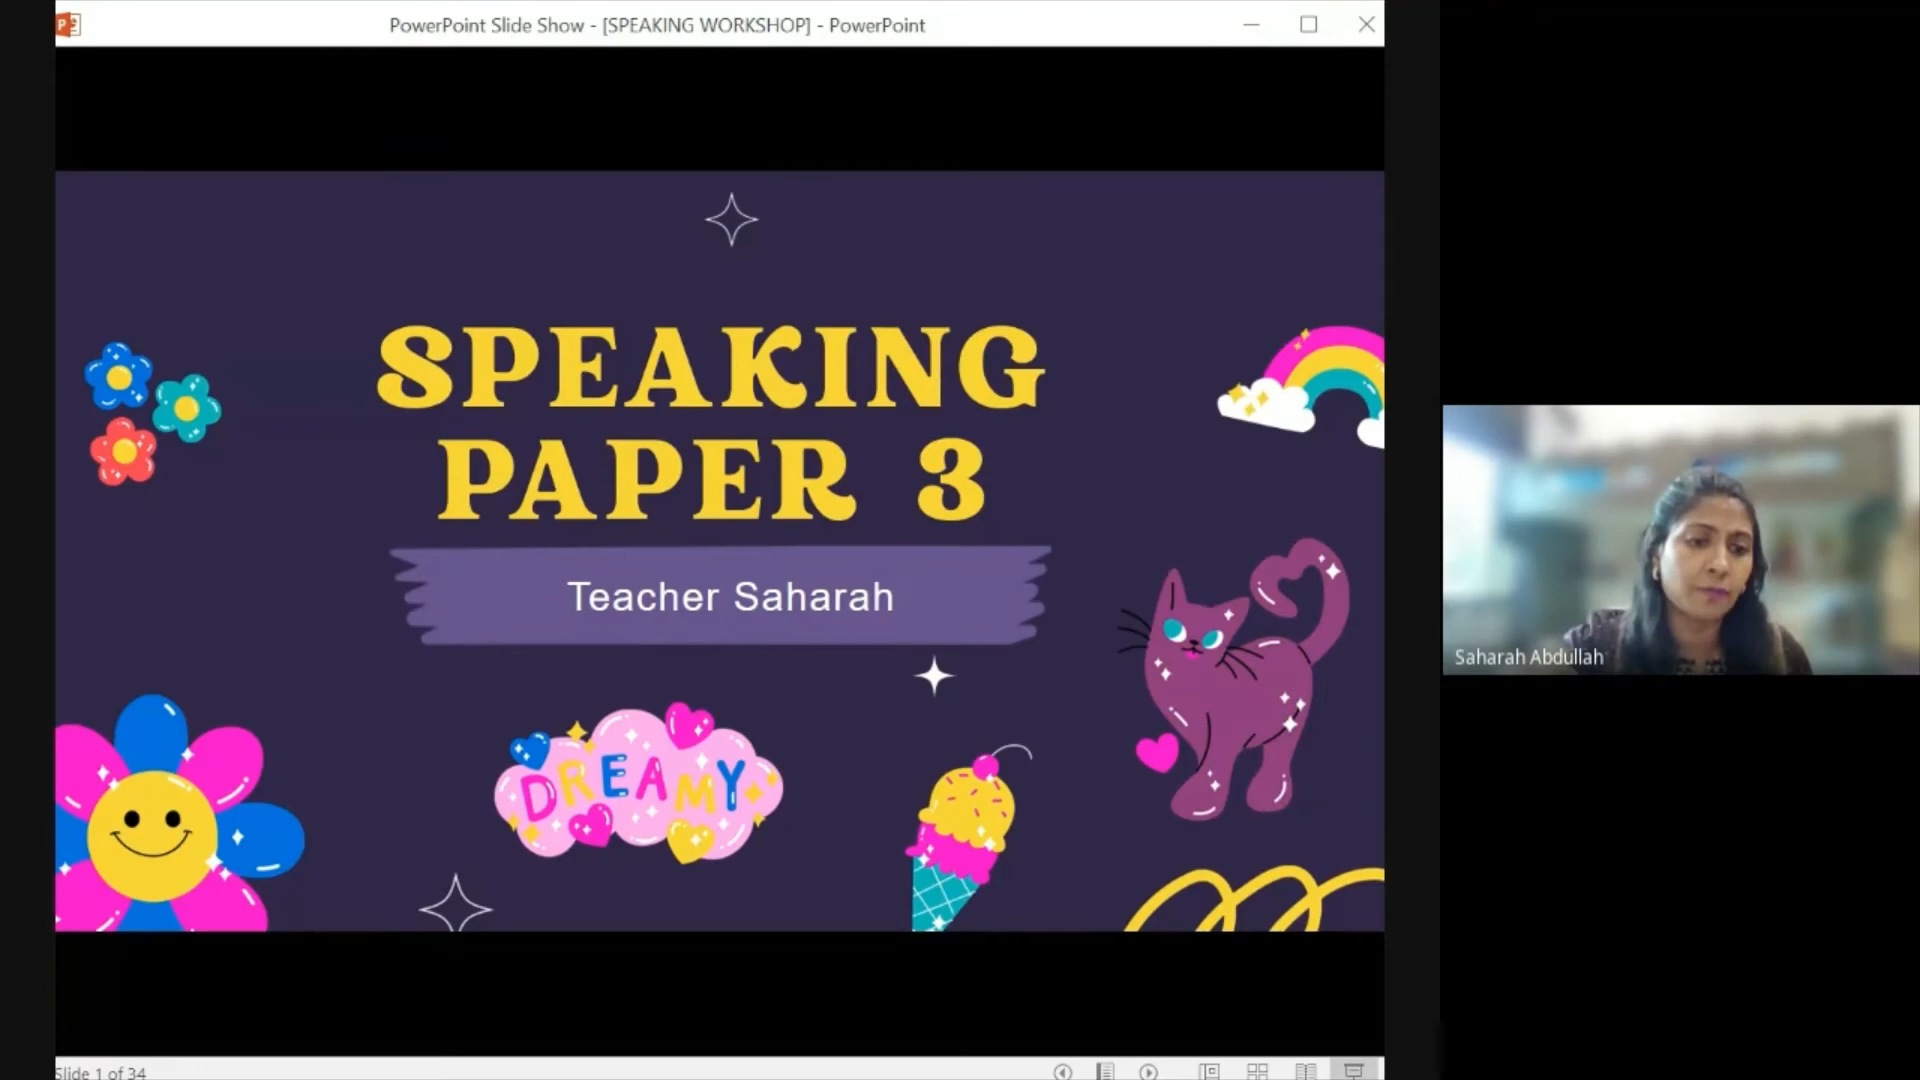 PowerPoint Slide Show - [SPEAKING WORKSHOP] - PowerPoint
SPEAKING
PAPER 3
Teacher Saharah
DREAMY
Saharah Abdullah
Slide 1 of 34